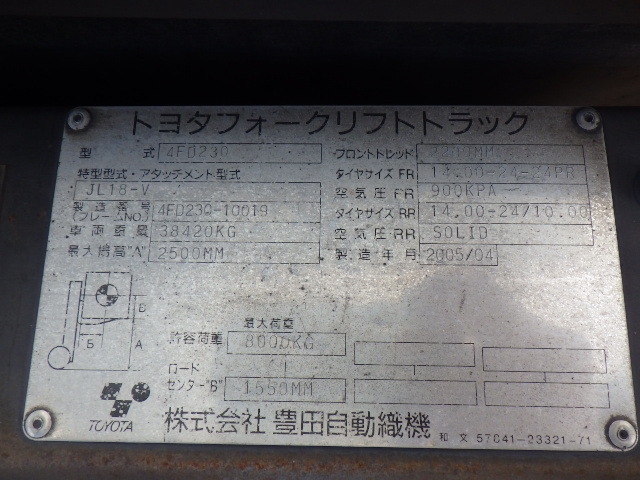 トヨタフォークリフトトラック
型式 4FD230 フロントトレッド
特型型式・アタッチメント型式 タイヤサイズ FR 14.00-24-24PR
JL18-V 空気圧 FR 900KPA
製造番号 (フレームNO.) 4FD230-10019 タイヤサイズ RR 14.00-24/10.00
車両重量 38420KG 空気圧 RR SOLID
最大揚高"A" 2500MM 製造年月 2005/04
B
Б A
最大荷重
許容荷重 8000KG
ロードセンター"B" 1550MM
TOYOTA 株式会社 豊田自動織機 和文 57041-23321-71